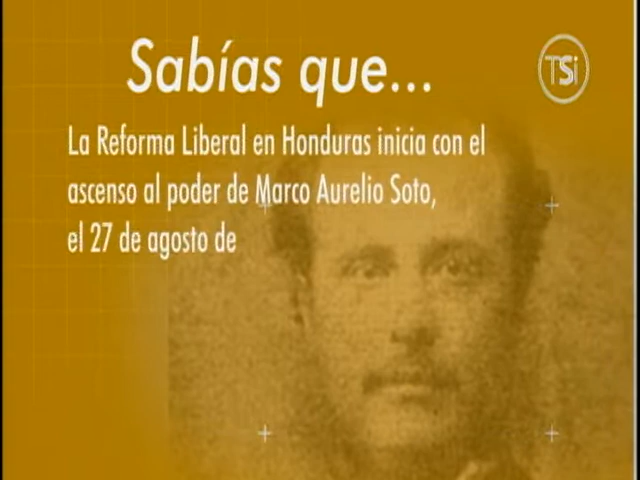 Sabías que...
TSi
La Reforma Liberal en Honduras inicia con el
ascenso al poder de Marco Aurelio Soto,
el 27 de agosto de